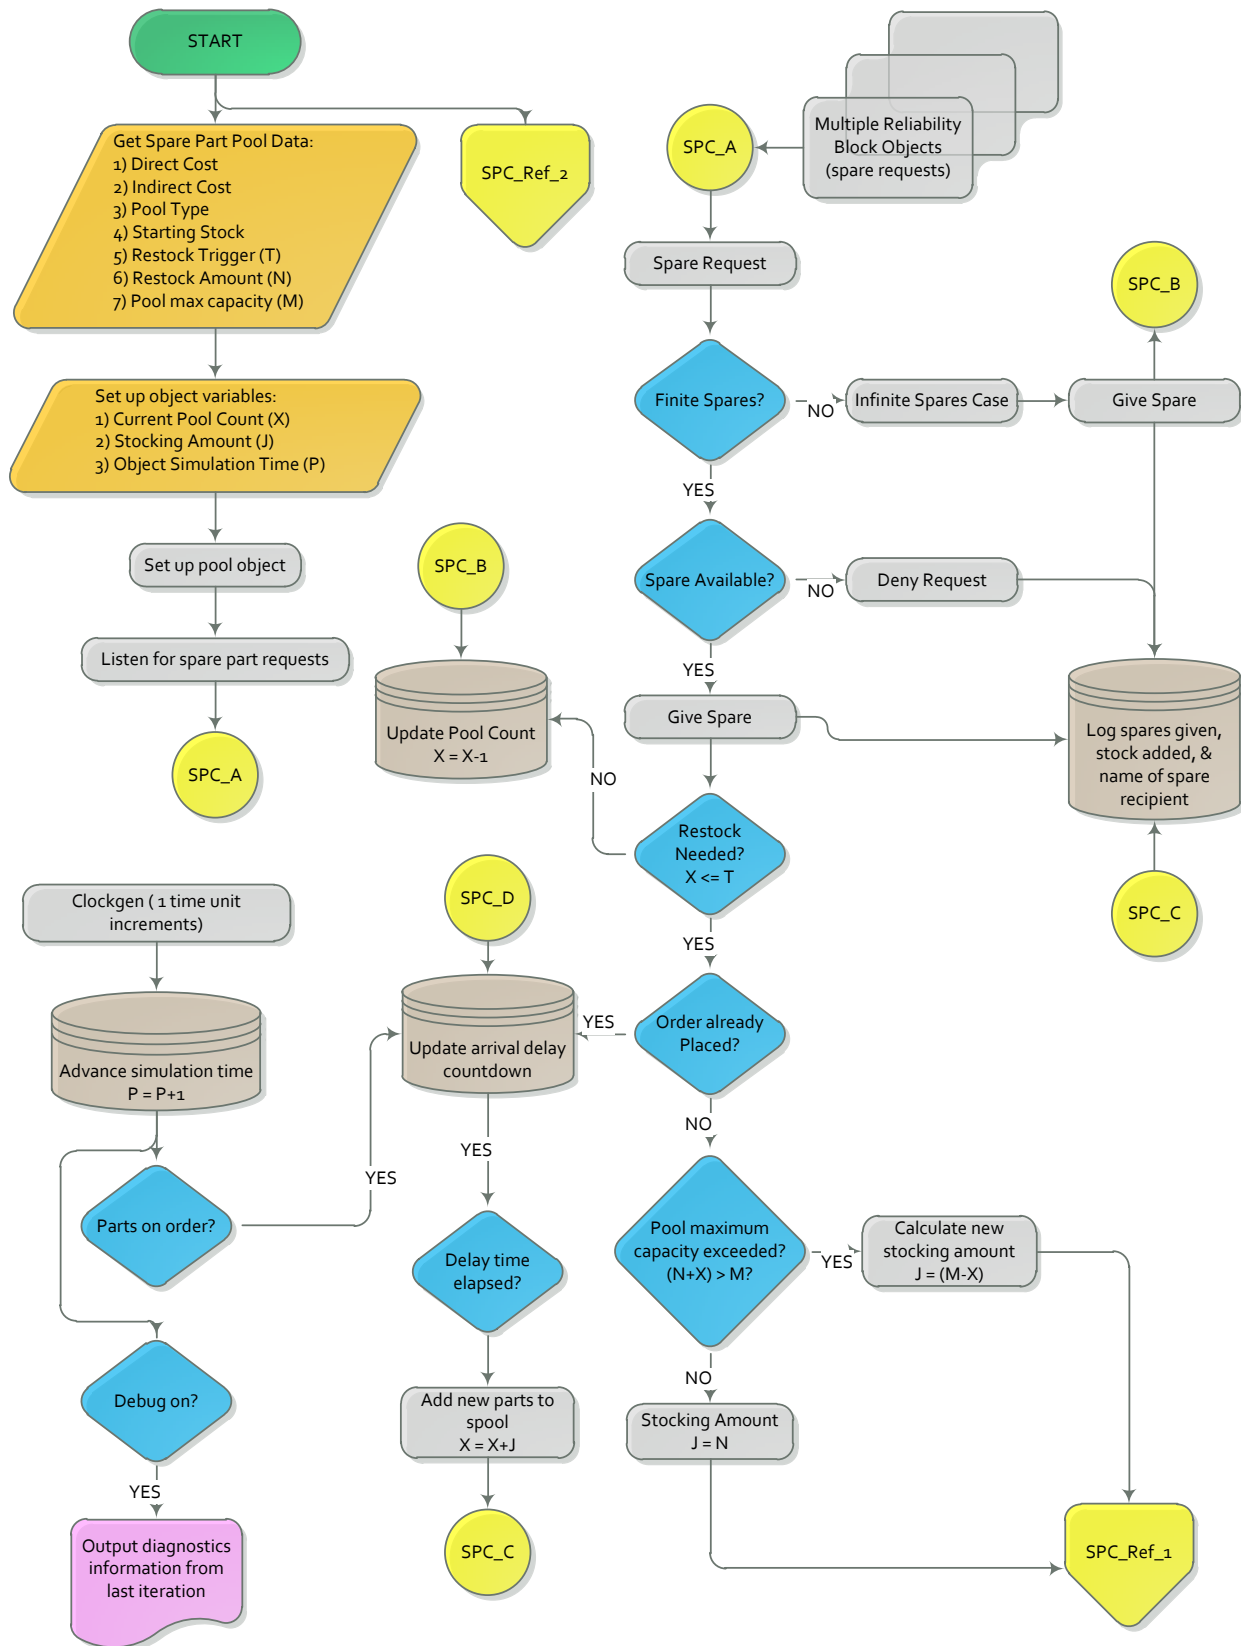 START
Get Spare Part Pool Data:
1) Direct Cost
2) Indirect Cost
3) Pool Type
4) Starting Stock
5) Restock Trigger (T)
6) Restock Amount (N)
7) Pool max capacity (M)
SPC_Ref_2
Set up object variables:
1) Current Pool Count (X)
2) Stocking Amount (J)
3) Object Simulation Time (P)
Set up pool object
Listen for spare part requests
SPC_A
SPC_A
Multiple Reliability
Block Objects
(spare requests)
Spare Request
Finite Spares?
NO
Infinite Spares Case
Give Spare
SPC_B
YES
Spare Available?
NO
Deny Request
YES
Give Spare
Log spares given,
stock added, &
name of spare
recipient
SPC_C
SPC_B
Update Pool Count
X = X-1
NO
Restock
Needed?
X <= T
YES
Order already
Placed?
YES
SPC_D
Update arrival delay
countdown
NO
Pool maximum
capacity exceeded?
(N+X) > M?
YES
Calculate new
stocking amount
J = (M-X)
NO
Stocking Amount
J = N
SPC_Ref_1
Clockgen ( 1 time unit
increments)
Advance simulation time
P = P+1
Parts on order?
YES
YES
Delay time
elapsed?
Add new parts to
spool
X = X+J
SPC_C
Debug on?
YES
Output diagnostics
information from
last iteration